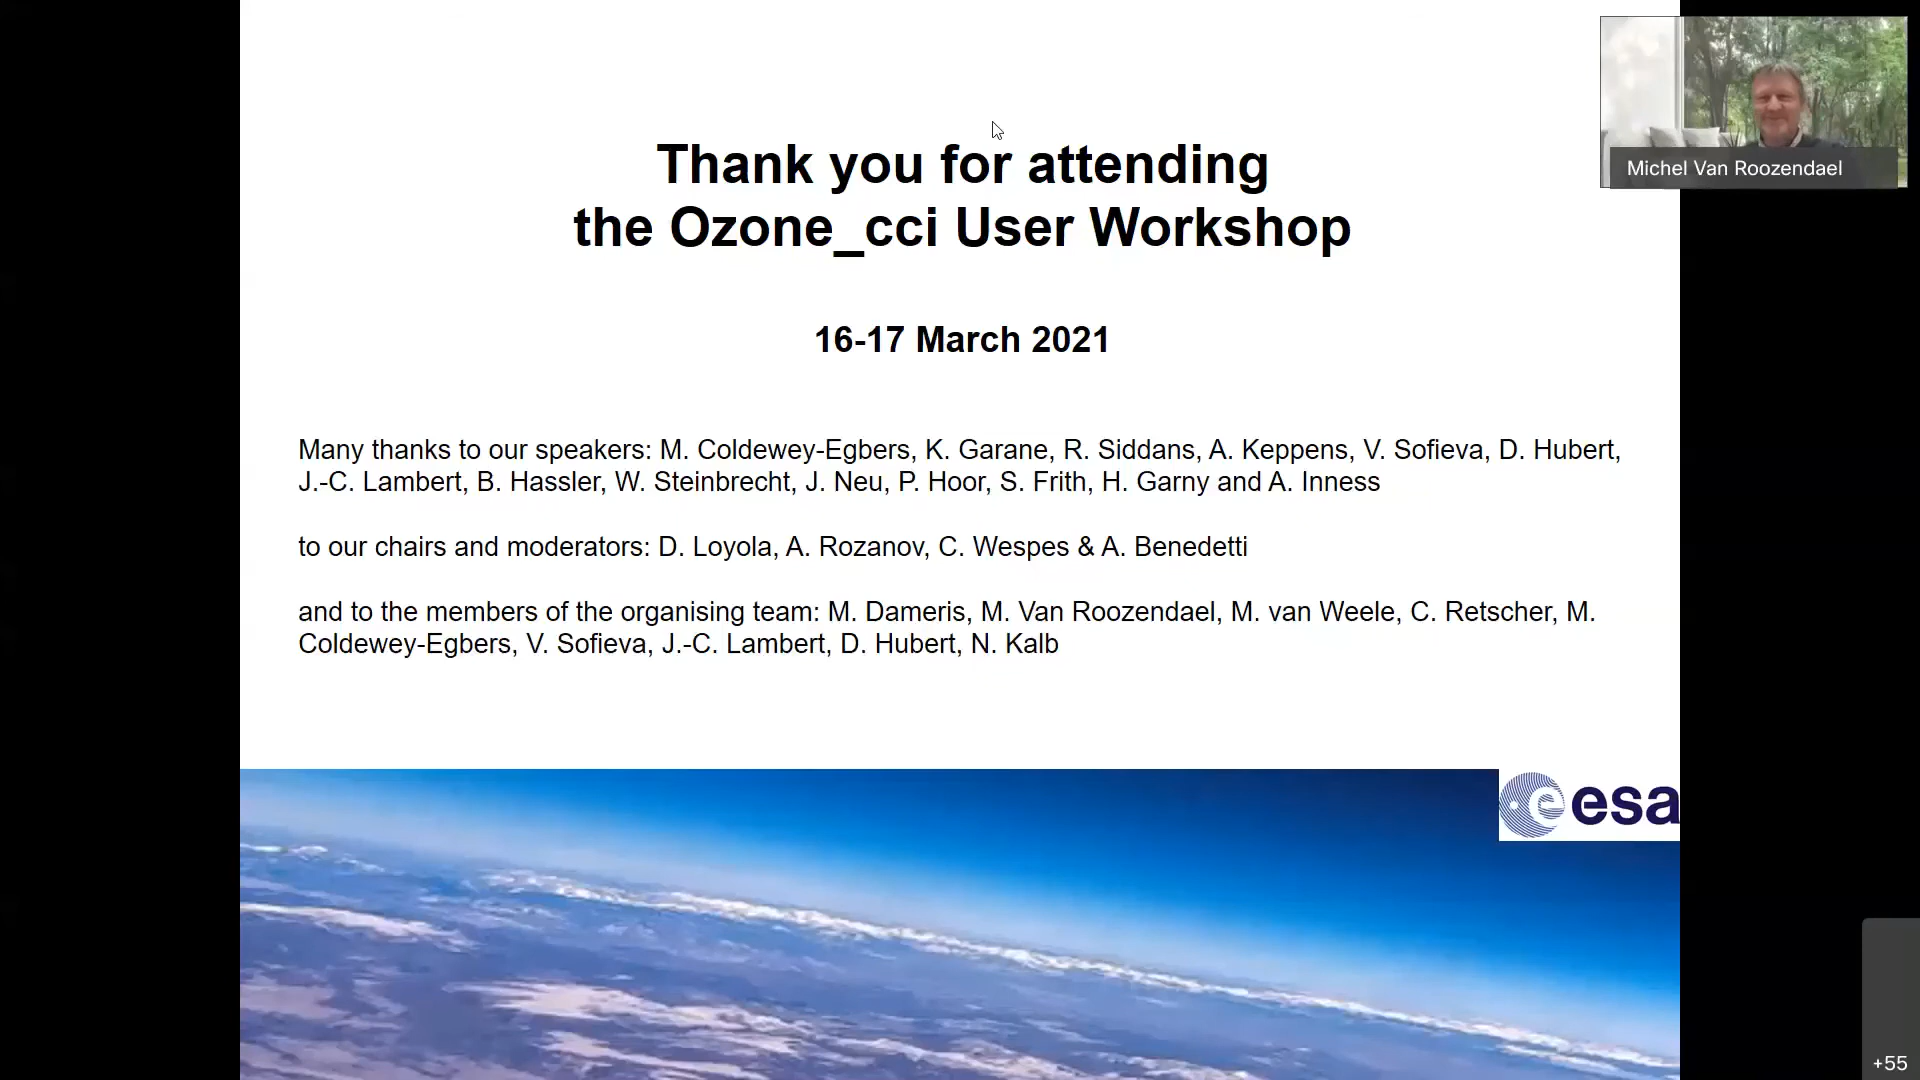 Thank you for attending
the Ozone_cci User Workshop
16-17 March 2021
Many thanks to our speakers: M. Coldewey-Egbers, K. Garane, R. Siddans, A. Keppens, V. Sofieva, D. Hubert,
J.-C. Lambert, B. Hassler, W. Steinbrecht, J. Neu, P. Hoor, S. Frith, H. Garny and A. Inness
to our chairs and moderators: D. Loyola, A. Rozanov, C. Wespes & A. Benedetti
and to the members of the organising team: M. Dameris, M. Van Roozendael, M. van Weele, C. Retscher, M.
Coldewey-Egbers, V. Sofieva, J.-C. Lambert, D. Hubert, N. Kalb
Michel Van Roozendael
esa
+55